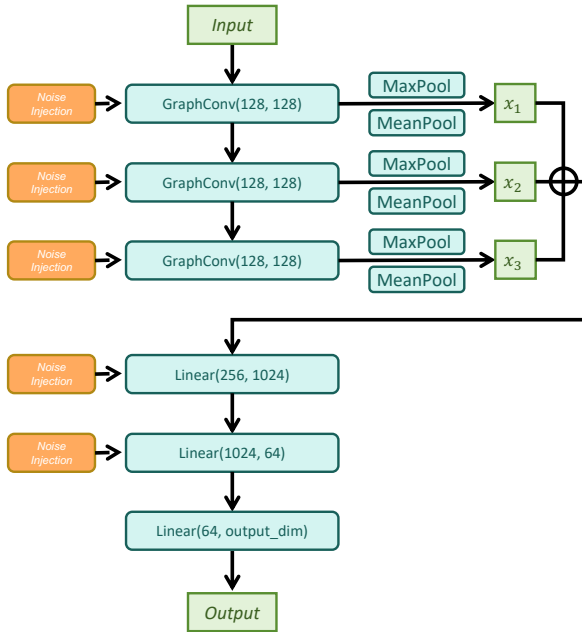 Input
Noise
Injection
GraphConv(128, 128)
MaxPool
MeanPool
x₁
Noise
Injection
GraphConv(128, 128)
MaxPool
MeanPool
x₂
Noise
Injection
GraphConv(128, 128)
MaxPool
MeanPool
x₃
Noise
Injection
Linear(256, 1024)
Noise
Injection
Linear(1024, 64)
Linear(64, output_dim)
Output